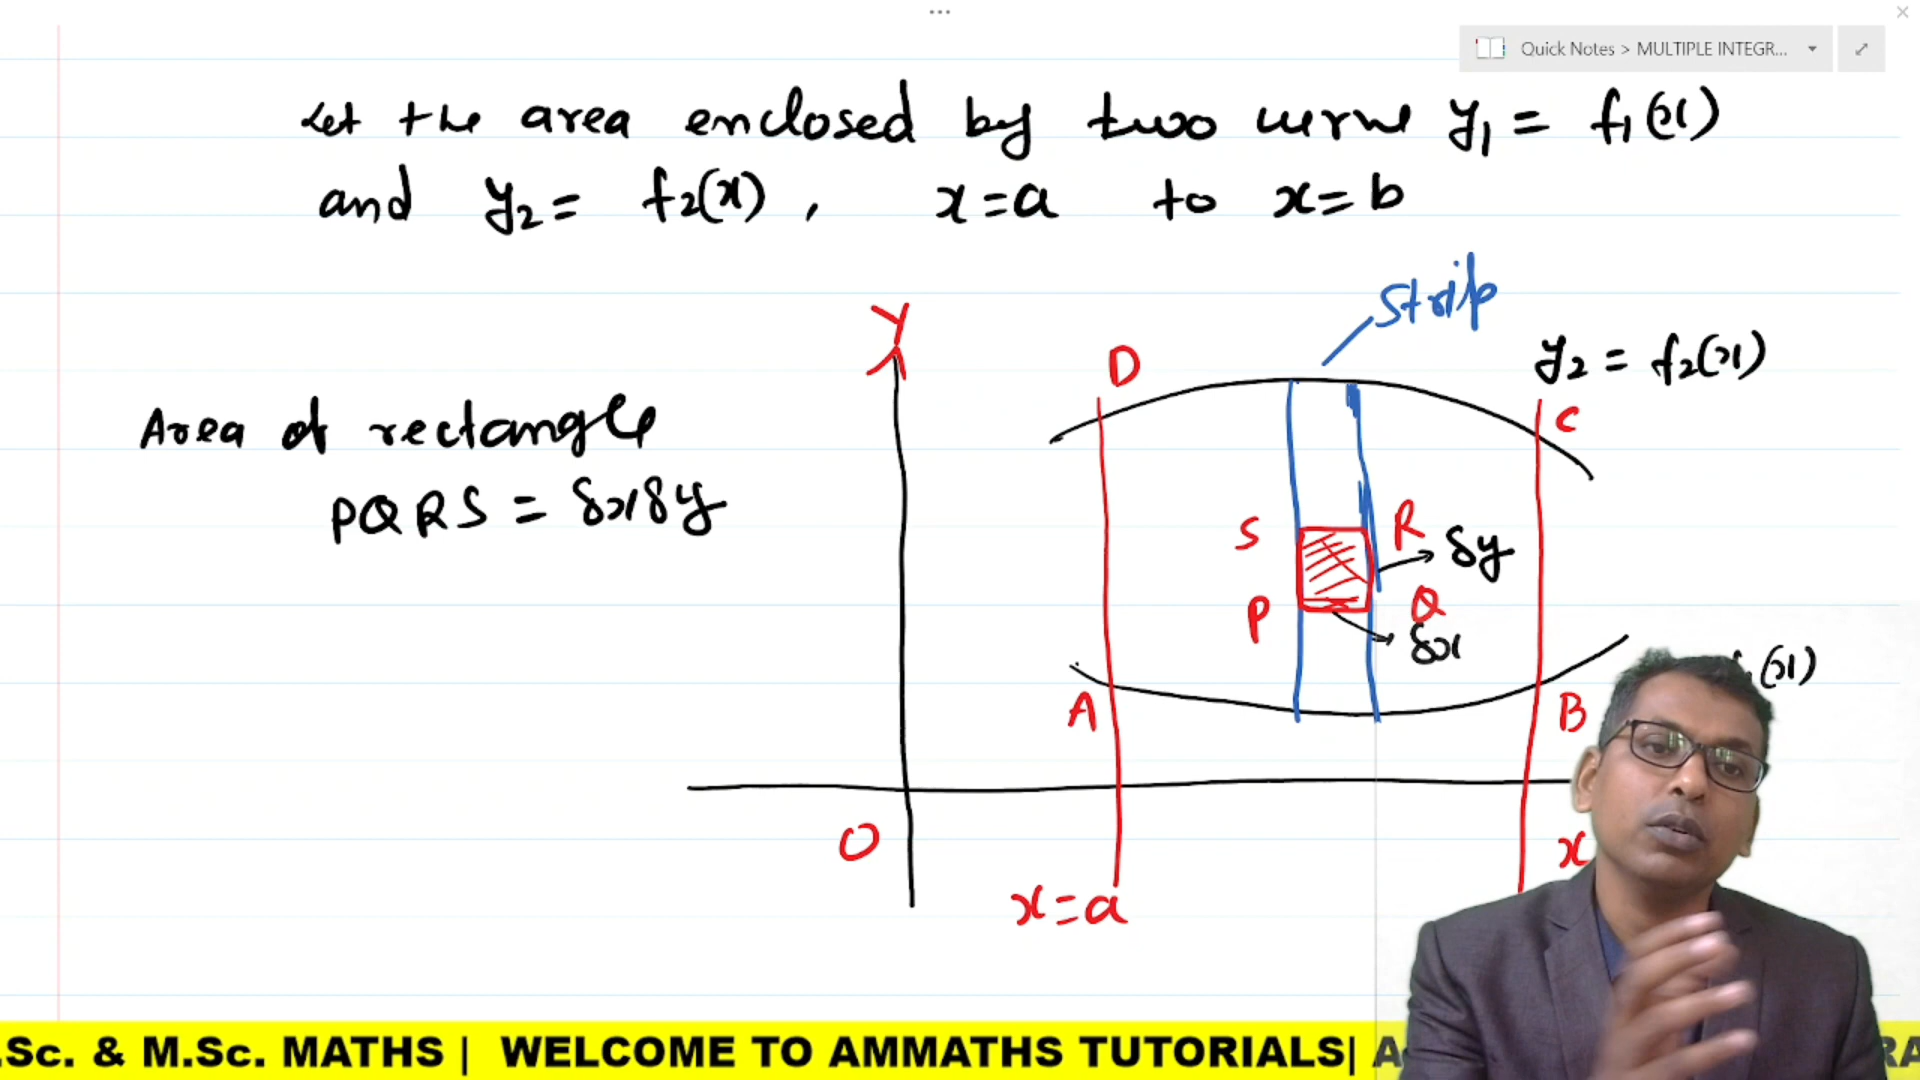 ...
Quick Notes > MULTIPLE INTEGR...
Let the area enclosed by two curve y₁ = f₁(x)
and y₂ = f₂(x), x=a to x=b
Strip
Y
D
y₂ = f₂(x)
C
Area of rectangle
PQRS = δxδy
S
R
δy
P
Q
δx
(x)
A
B
O
x
x=a
.Sc. & M.Sc. MATHS | WELCOME TO AMMATHS TUTORIALS| A